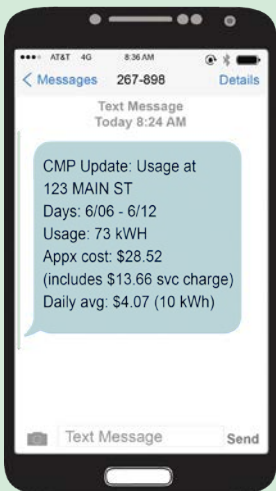 AT&T 4G 8:36 AM
Messages 267-898 Details
Text Message
Today 8:24 AM
CMP Update: Usage at
123 MAIN ST
Days: 6/06 - 6/12
Usage: 73 kWH
Appx cost: $28.52
(includes $13.66 svc charge)
Daily avg: $4.07 (10 kWh)
Text Message Send